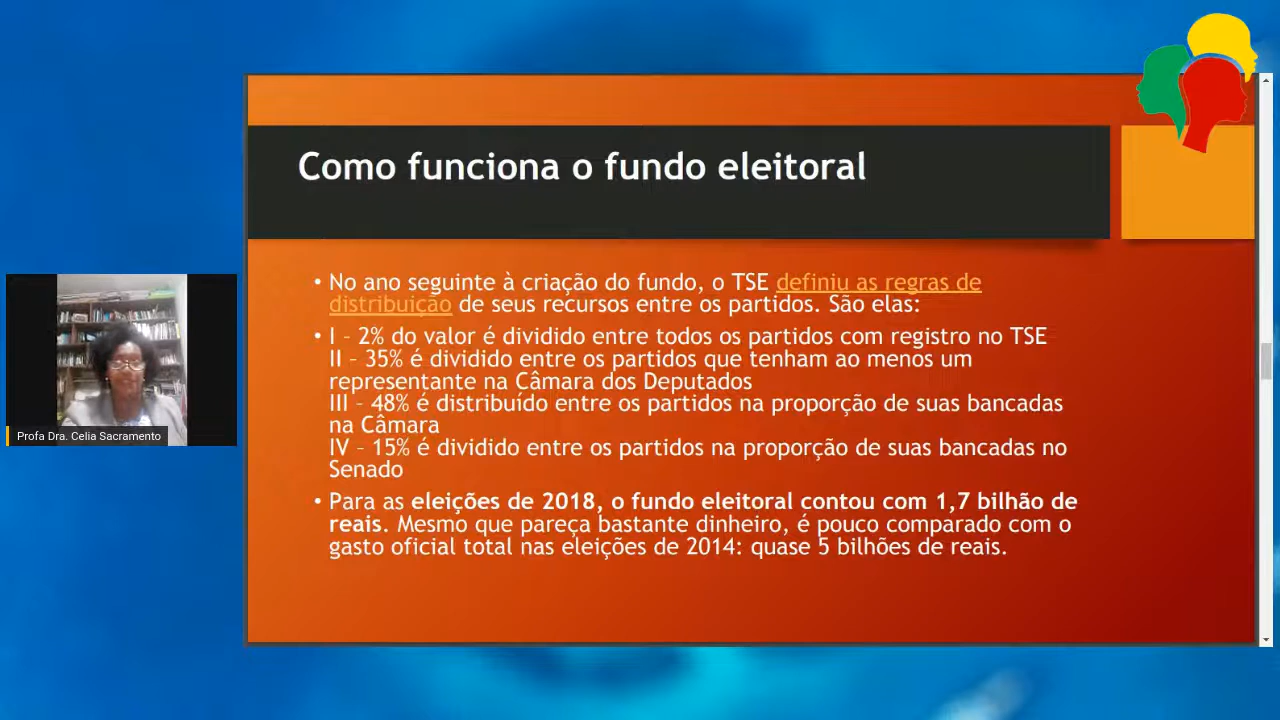 Como funciona o fundo eleitoral
• No ano seguinte à criação do fundo, o TSE definiu as regras de
distribuição de seus recursos entre os partidos. São elas:
• I – 2% do valor é dividido entre todos os partidos com registro no TSE
II – 35% é dividido entre os partidos que tenham ao menos um
representante na Câmara dos Deputados
III – 48% é distribuído entre os partidos na proporção de suas bancadas
na Câmara
IV – 15% é dividido entre os partidos na proporção de suas bancadas no
Senado
• Para as eleições de 2018, o fundo eleitoral contou com 1,7 bilhão de
reais. Mesmo que pareça bastante dinheiro, é pouco comparado com o
gasto oficial total nas eleições de 2014: quase 5 bilhões de reais.
Profa Dra. Celia Sacramento